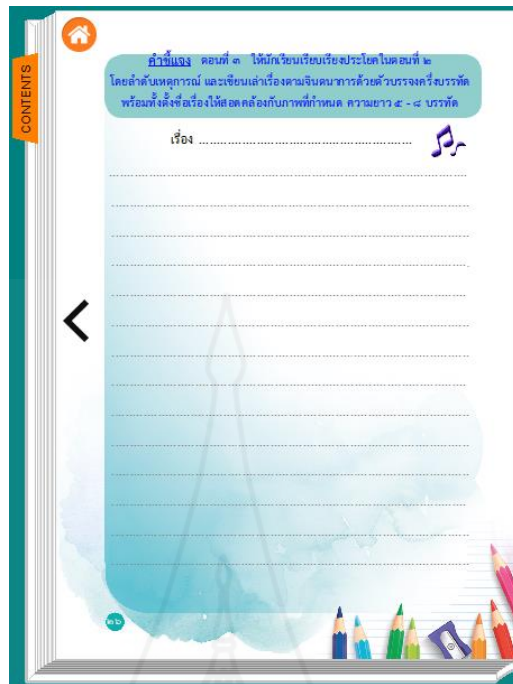 CONTENTS
คำชี้แจง ตอนที่ ๓ ให้นักเรียนเรียบเรียงประโยคในตอนที่ ๒
โดยลำดับเหตุการณ์ และเขียนเล่าเรื่องตามจินตนาการด้วยตัวบรรจงครึ่งบรรทัด
พร้อมทั้งตั้งชื่อเรื่องให้สอดคล้องกับภาพที่กำหนด ความยาว ๕ - ๘ บรรทัด
เรื่อง ............................................................
๓๖